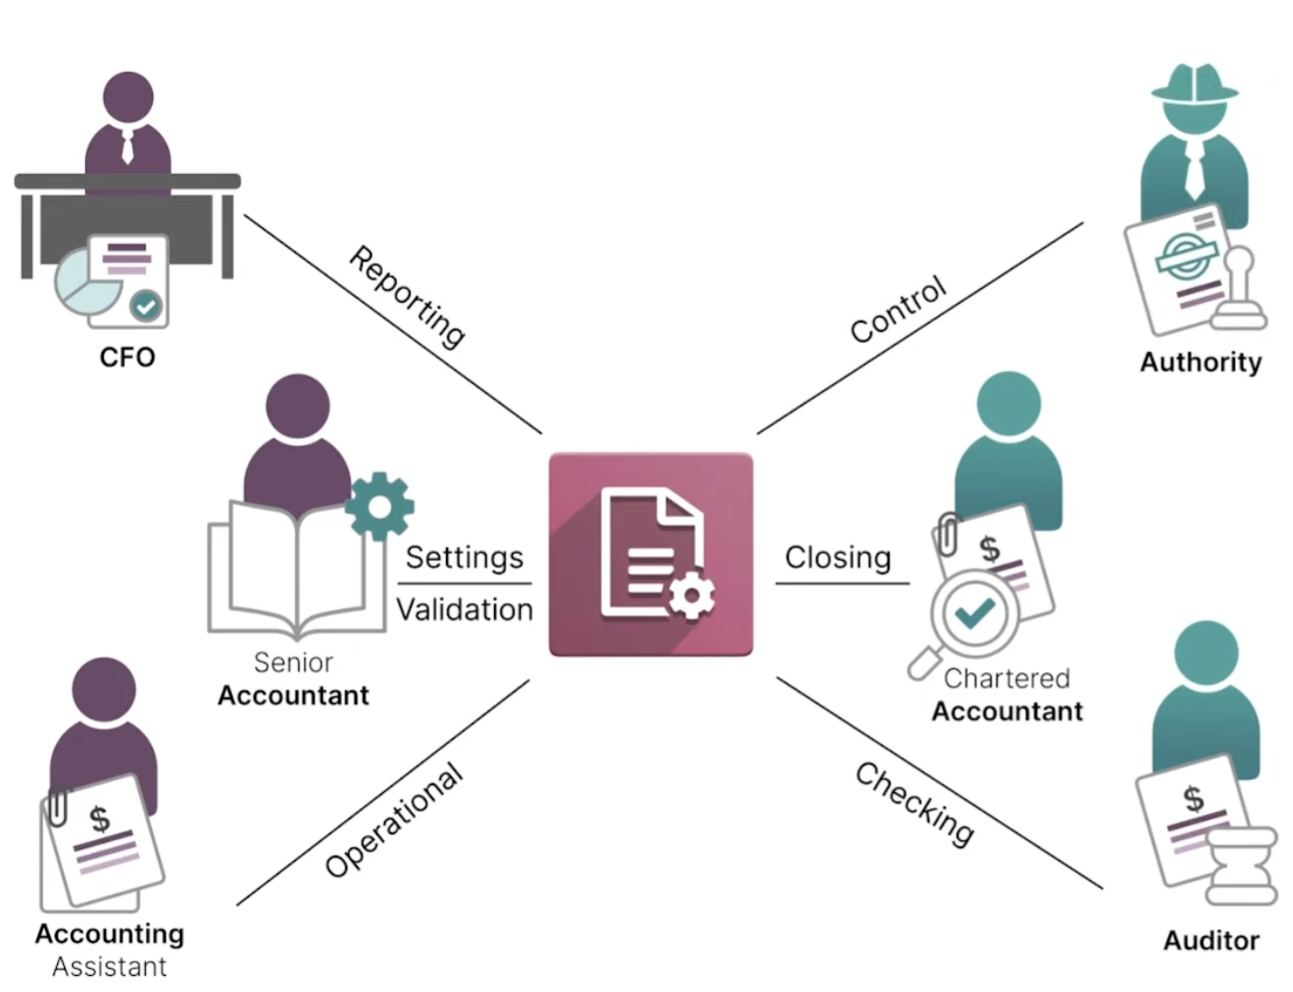 CFO
Reporting
Control
Authority
Settings
Validation
Senior
Accountant
Closing
$
Chartered
Accountant
Operational
$
Accounting
Assistant
Checking
$
Auditor